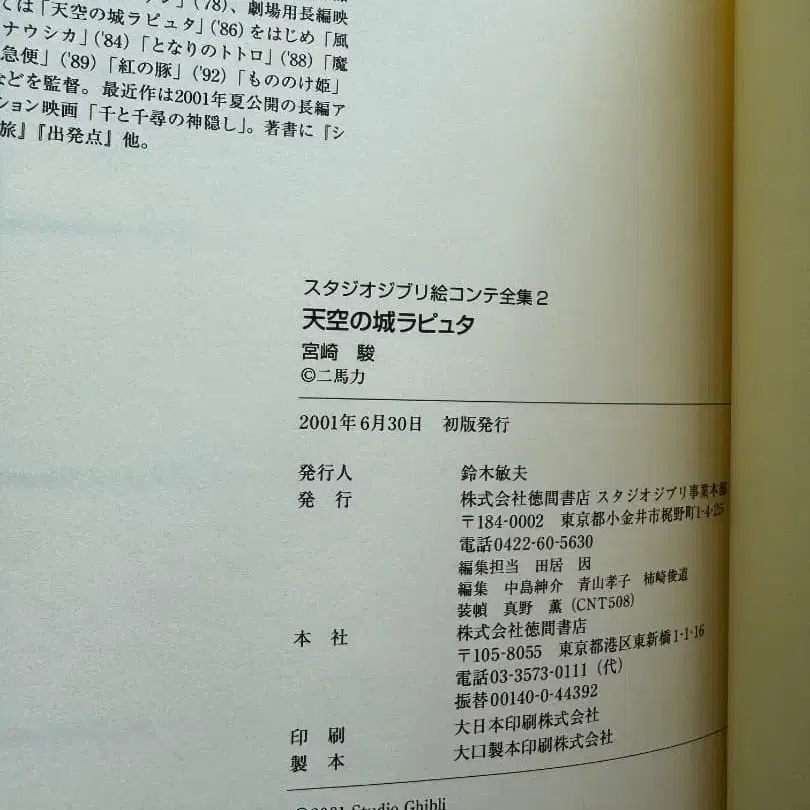 ('78)、劇場用長編映
ては「天空の城ラピュタ」('86)をはじめ「風
ナウシカ」('84)「となりのトトロ」('88)「魔
急便」('89)「紅の豚」('92)「もののけ姫」
などを監督。最近作は2001年夏公開の長編ア
ション映画「千と千尋の神隠し」。著書に『シ
旅』『出発点』他。
スタジオジブリ絵コンテ全集2
天空の城ラピュタ
宮崎 駿
©二馬力
2001年6月30日 初版発行
発行人 鈴木敏夫
発 行 株式会社徳間書店 スタジオジブリ事業本部
〒184-0002 東京都小金井市梶野町1-4-25
電話0422-60-5630
編集担当 田居 因
編集 中島紳介 青山孝子 柿崎俊道
装幀 真野 薫(CNT508)
本 社 株式会社徳間書店
〒105-8055 東京都港区東新橋1-1-16
電話03-3573-0111(代)
振替00140-0-44392
印 刷 大日本印刷株式会社
製 本 大口製本印刷株式会社
Studio Ghibli